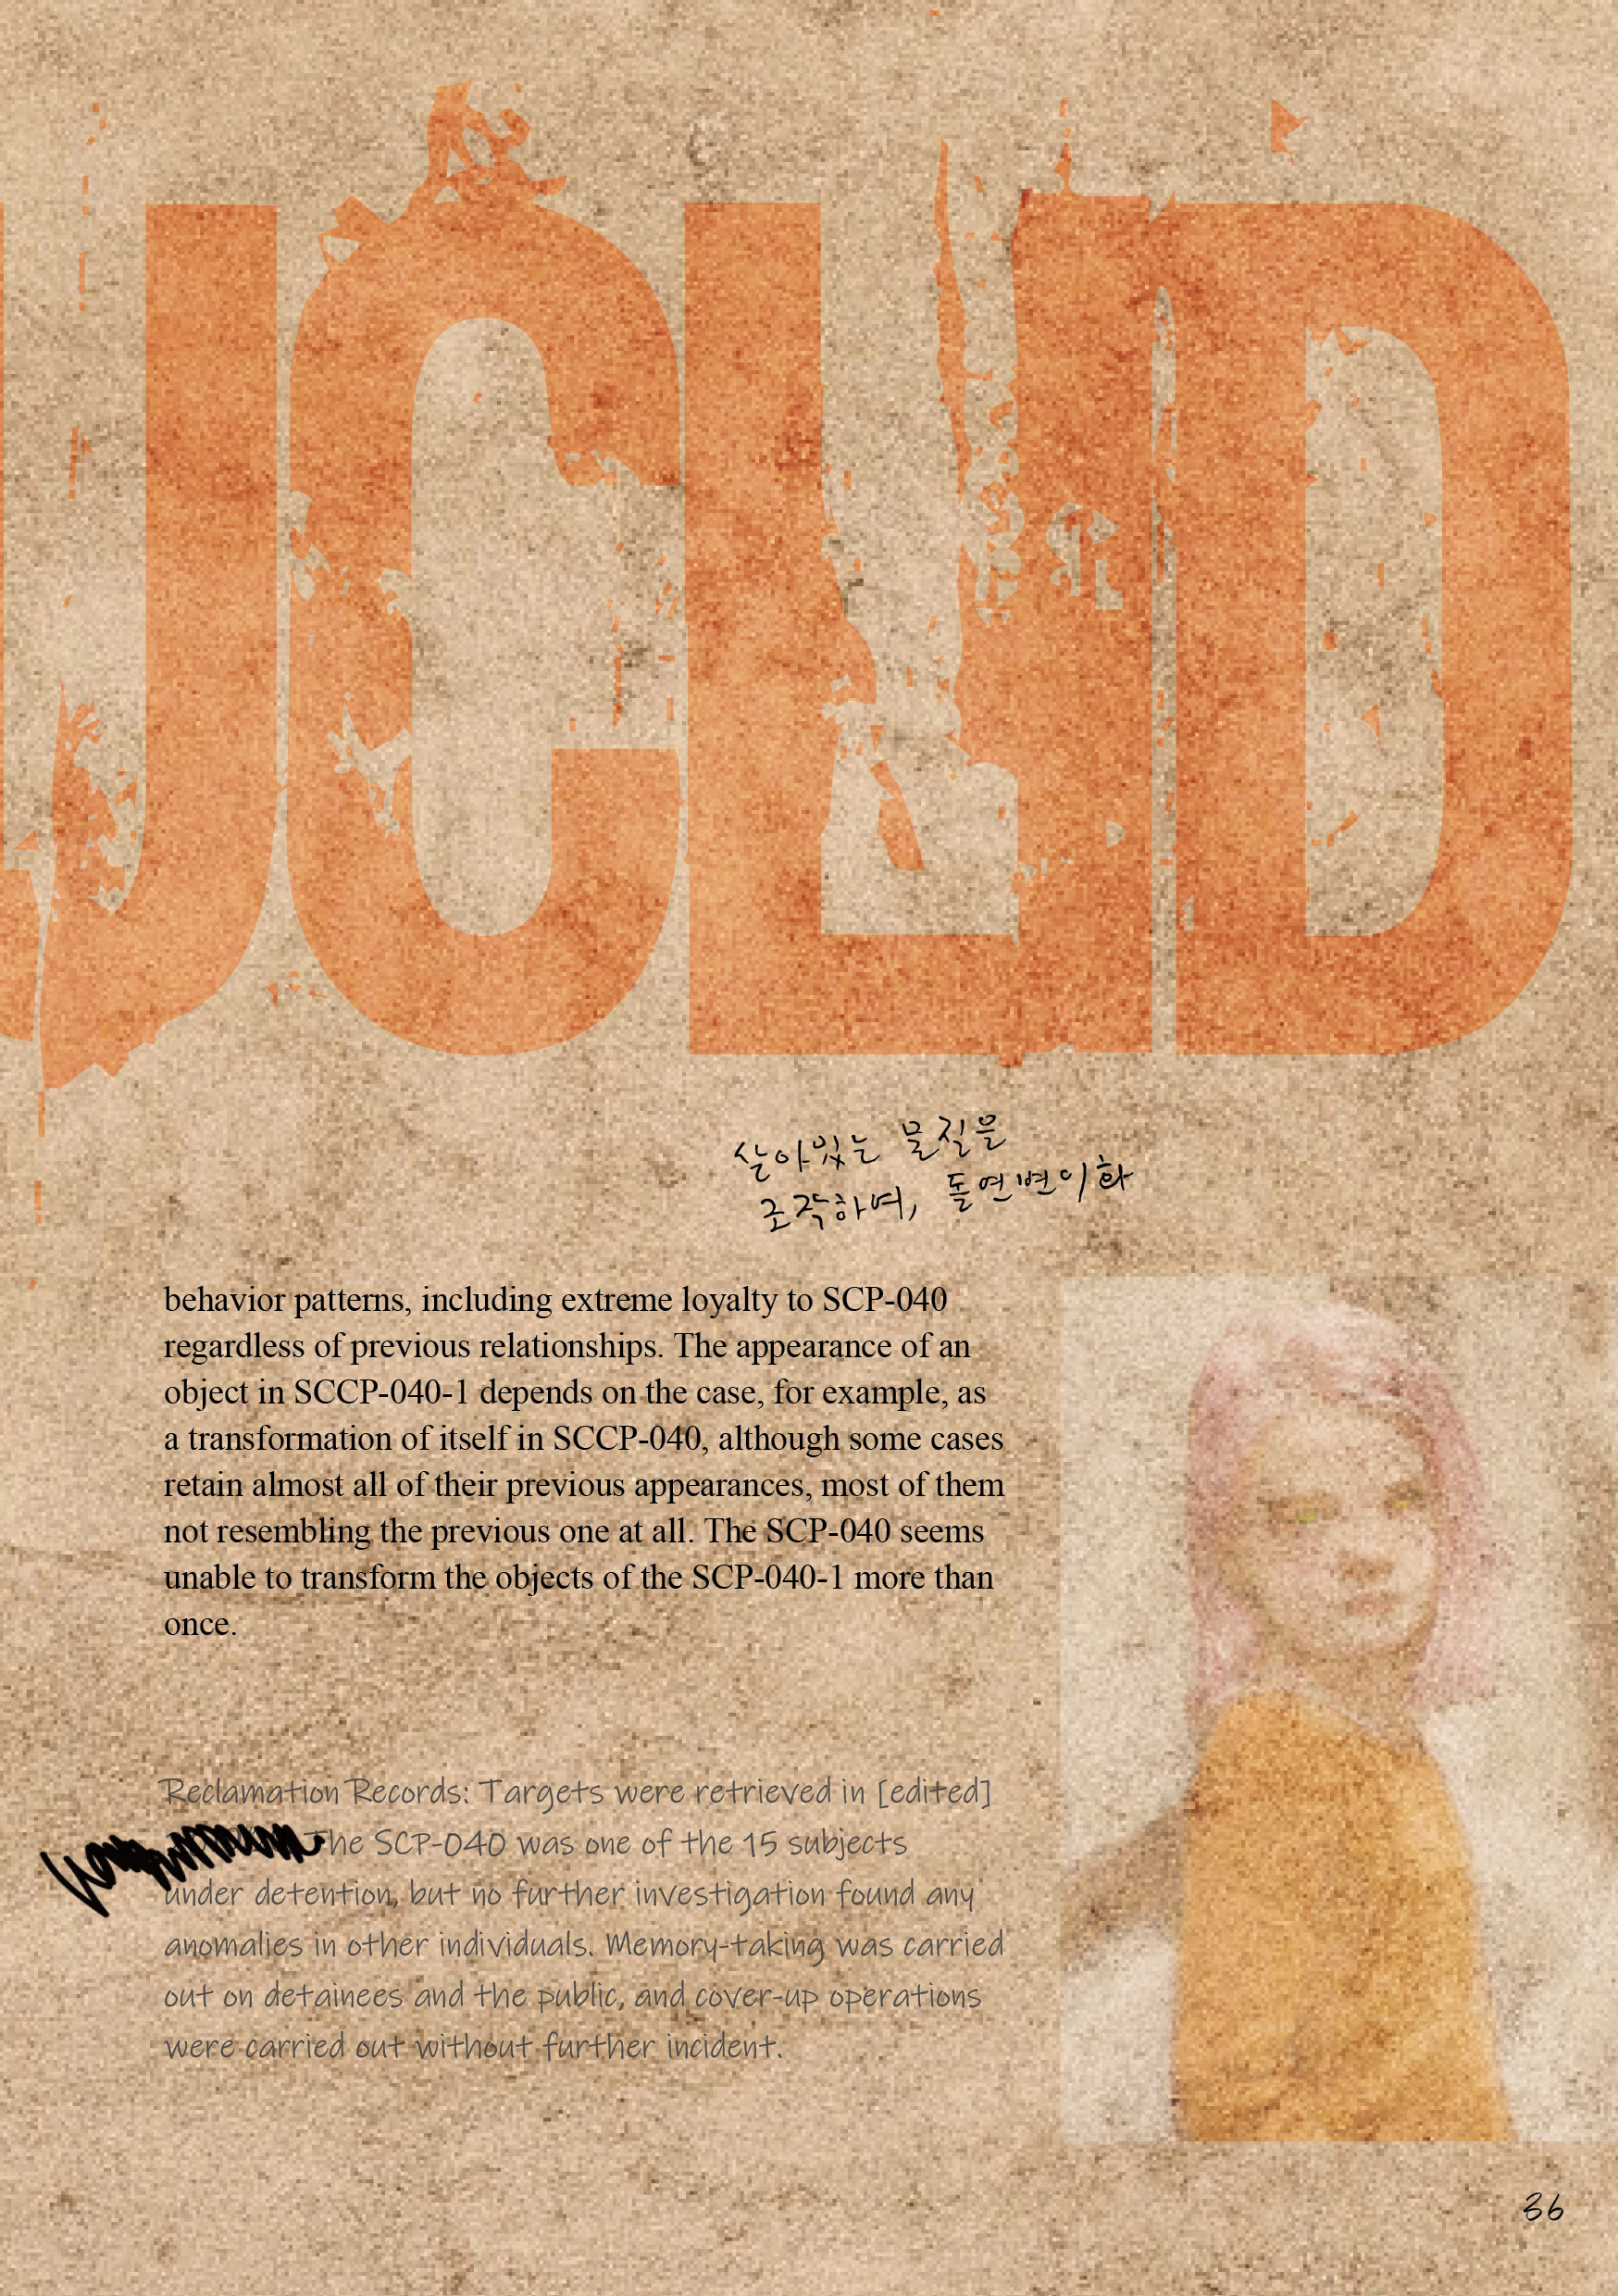 UCLID
살아있는 물질을
조작하여, 돌연변이화
behavior patterns, including extreme loyalty to SCP-040
regardless of previous relationships. The appearance of an
object in SCCP-040-1 depends on the case, for example, as
a transformation of itself in SCCP-040, although some cases
retain almost all of their previous appearances, most of them
not resembling the previous one at all. The SCP-040 seems
unable to transform the objects of the SCP-040-1 more than
once.
Reclamation Records: Targets were retrieved in [edited]
The SCP-040 was one of the 15 subjects
under detention, but no further investigation found any
anomalies in other individuals. Memory-taking was carried
out on detainees and the public, and cover-up operations
were carried out without further incident.
36